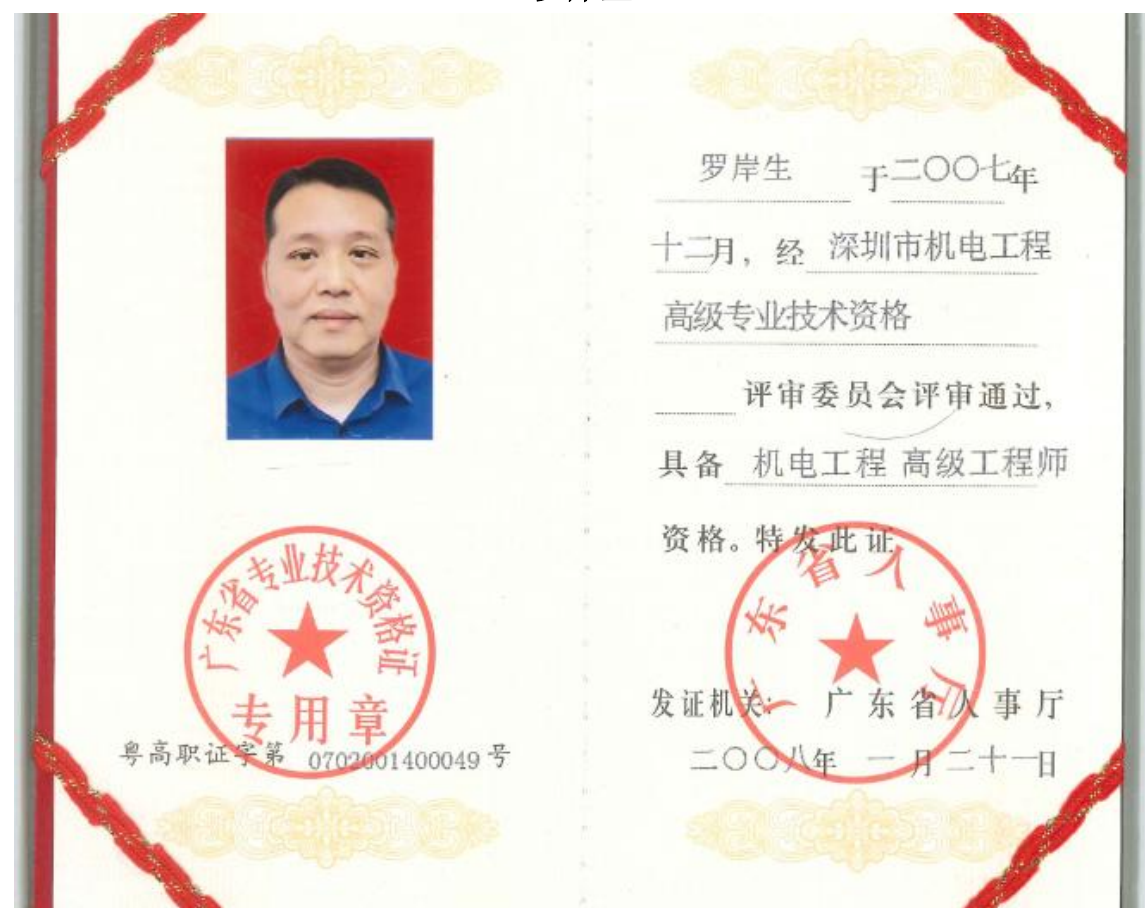 广东省专业技术资格证
专用章
粤高职证字第 0702001400049 号
罗岸生 于二〇〇七年
十二月，经 深圳市机电工程
高级专业技术资格
评审委员会评审通过，
具备 机电工程 高级工程师
资格。特发此证
广东省人事厅
发证机关： 广东省人事厅
二〇〇八年 一月二十一日